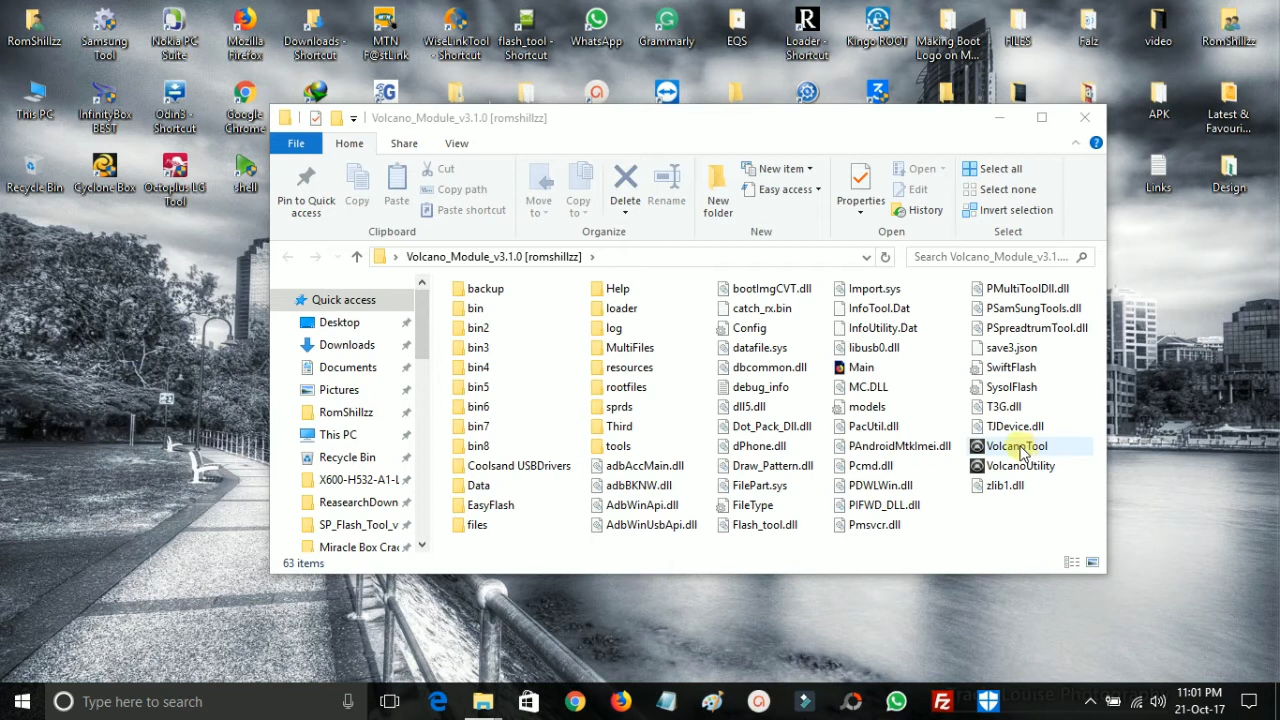 RomShillzz
Samsung Tool
Nokia PC Suite
Mozilla Firefox
Downloads - Shortcut
MTN F@stLink
WiseLinkTool - Shortcut
flash_tool - Shortcut
WhatsApp
Grammarly
EQS
Loader - Shortcut
Kingo ROOT
Making Boot Logo on M...
FILES
Falz
video
RomShillzz
This PC
InfinityBox BEST
Odin3 - Shortcut
Google Chrome
APK
Latest & Favouri...
Recycle Bin
Cyclone Box
Octoplus LG Tool
shell
Links
Design
Volcano_Module_v3.1.0 [romshillzz]
File
Home
Share
View
Pin to Quick access
Copy
Paste
Cut
Copy path
Paste shortcut
Move to
Copy to
Delete
Rename
New folder
New item
Easy access
Properties
Open
Edit
History
Select all
Select none
Invert selection
Clipboard
Organize
New
Open
Select
Volcano_Module_v3.1.0 [romshillzz]
Search Volcano_Module_v3.1....
Quick access
Desktop
Downloads
Documents
Pictures
RomShillzz
This PC
Recycle Bin
X600-H532-A1-L
ReasearchDown
SP_Flash_Tool_v
Miracle Box Crac
backup
bin
bin2
bin3
bin4
bin5
bin6
bin7
bin8
Coolsand USBDrivers
Data
EasyFlash
files
Help
loader
log
MultiFiles
resources
rootfiles
sprds
Third
tools
adbAccMain.dll
adbBKNW.dll
AdbWinApi.dll
AdbWinUsbApi.dll
bootImgCVT.dll
catch_rx.bin
Config
datafile.sys
dbcommon.dll
debug_info
dll5.dll
Dot_Pack_Dll.dll
dPhone.dll
Draw_Pattern.dll
FilePart.sys
FileType
Flash_tool.dll
Import.sys
InfoTool.Dat
InfoUtility.Dat
libusb0.dll
Main
MC.DLL
models
PacUtil.dll
PAndroidMtkImei.dll
Pcmd.dll
PDWLWin.dll
PIFWD_DLL.dll
Pmsvcr.dll
PMultiToolDll.dll
PSamSungTools.dll
PSpreadtrumTool.dll
save3.json
SwiftFlash
SysolFlash
T3G.dll
TJDevice.dll
VolcanoTool
VolcanoUtility
zlib1.dll
63 items
Type here to search
11:01 PM
21-Oct-17